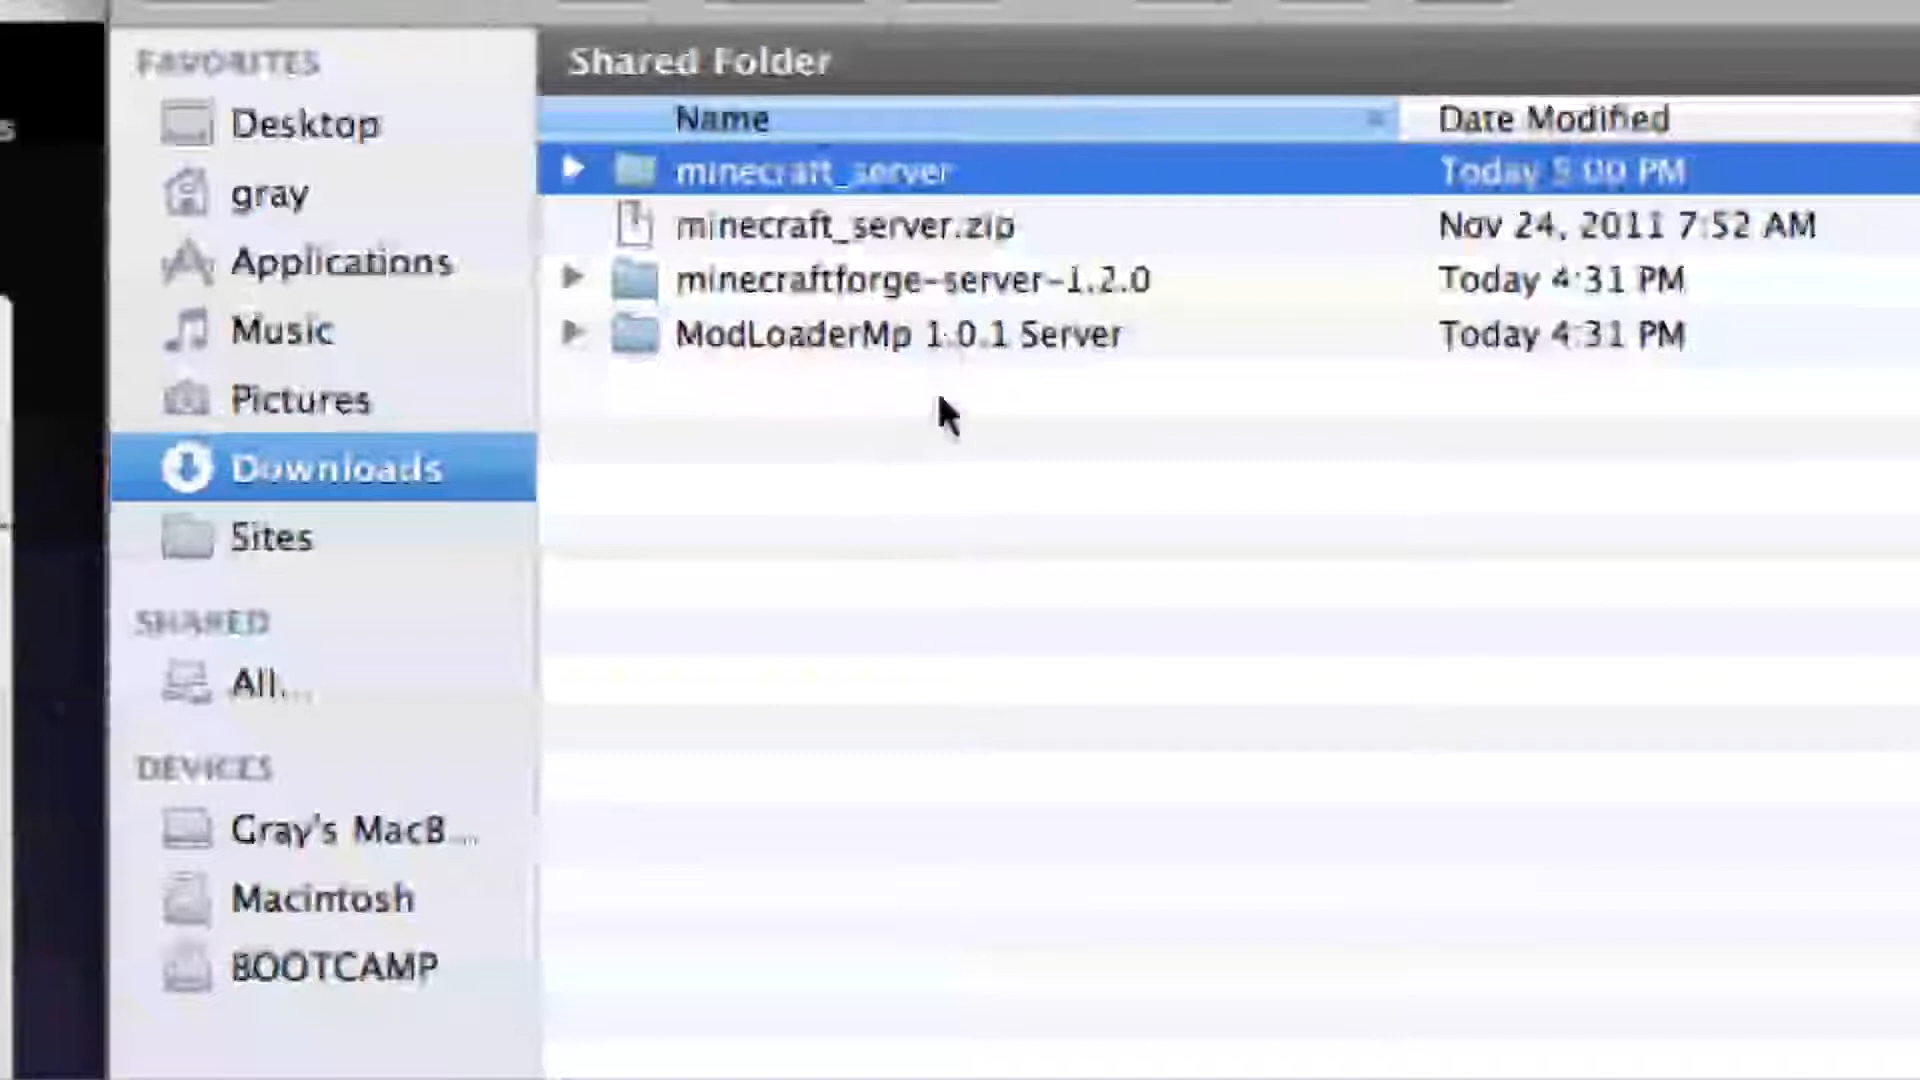 s
FAVORITES
Shared Folder
Desktop
Name
Date Modified
minecraft_server
Today 5:00 PM
gray
minecraft_server.zip
Nov 24, 2011 7:52 AM
Applications
minecraftforge-server-1.2.0
Today 4:31 PM
Music
ModLoaderMp 1.0.1 Server
Today 4:31 PM
Pictures
Downloads
Sites
SHARED
All...
DEVICES
Gray's MacB...
Macintosh
BOOTCAMP